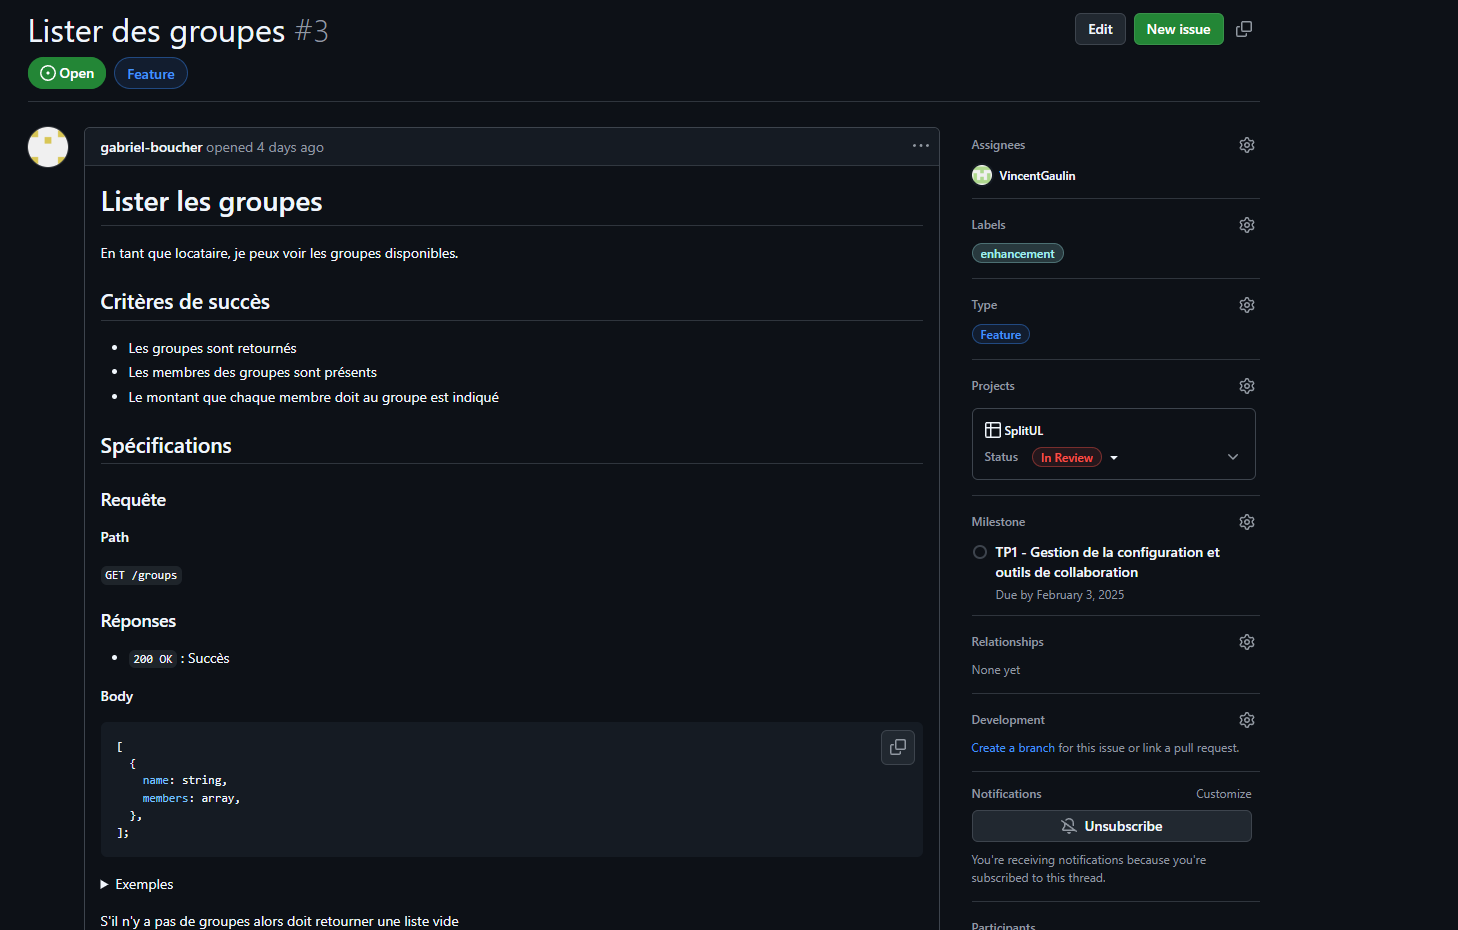 Lister des groupes #3
Edit
New issue
Open
Feature
gabriel-boucher opened 4 days ago
Lister les groupes
En tant que locataire, je peux voir les groupes disponibles.
Critères de succès
Les groupes sont retournés
Les membres des groupes sont présents
Le montant que chaque membre doit au groupe est indiqué
Spécifications
Requête
Path
GET /groups
Réponses
200 OK : Succès
Body
[
{
name: string,
members: array,
},
];
Exemples
S'il n'y a pas de groupes alors doit retourner une liste vide
Assignees
VincentGaulin
Labels
enhancement
Type
Feature
Projects
SplitUL
Status In Review
Milestone
TP1 - Gestion de la configuration et
outils de collaboration
Due by February 3, 2025
Relationships
None yet
Development
Create a branch for this issue or link a pull request.
Notifications Customize
Unsubscribe
You're receiving notifications because you're
subscribed to this thread.
Participants